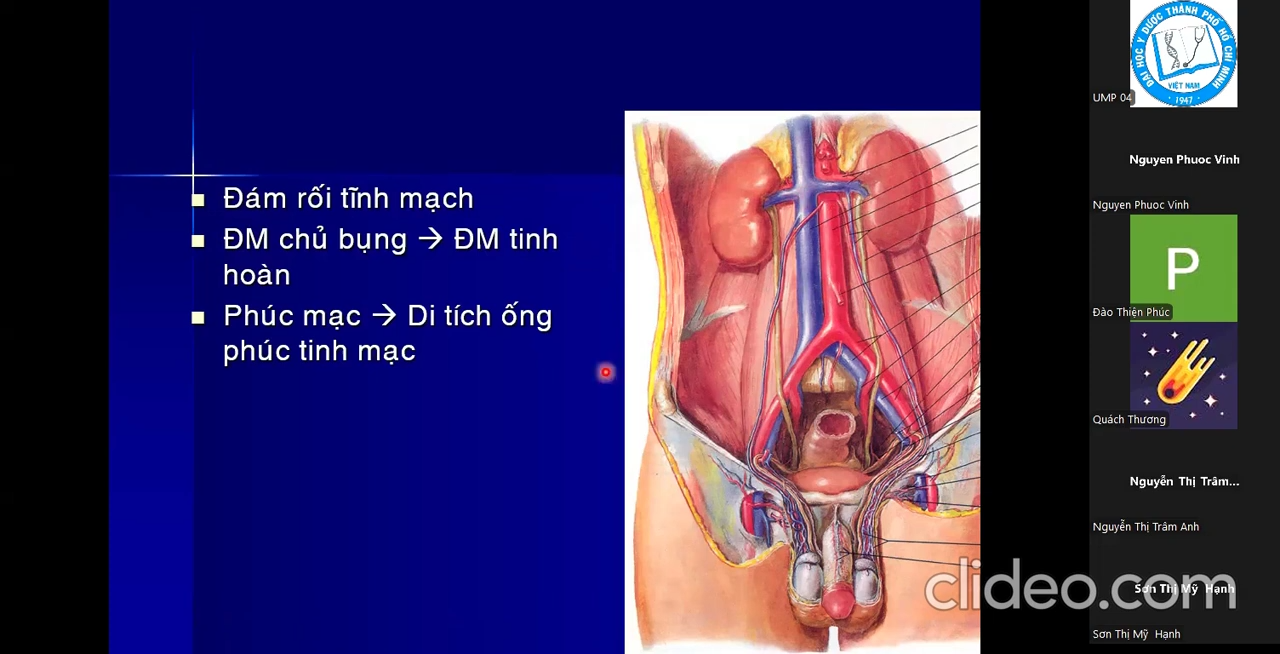 Đám rối tĩnh mạch
ĐM chủ bụng → ĐM tinh
hoàn
Phúc mạc → Di tích ống
phúc tinh mạc
ĐẠI HỌC Y DƯỢC THÀNH PHỐ HỒ CHÍ MINH
VIỆT NAM
1947
UMP 04
Nguyen Phuoc Vinh
Nguyen Phuoc Vinh
P
Đào Thiện Phúc
Quách Thương
Nguyễn Thị Trâm...
Nguyễn Thị Trâm Anh
Sơn Thị Mỹ Hạnh
Sơn Thị Mỹ Hạnh
clideo.com